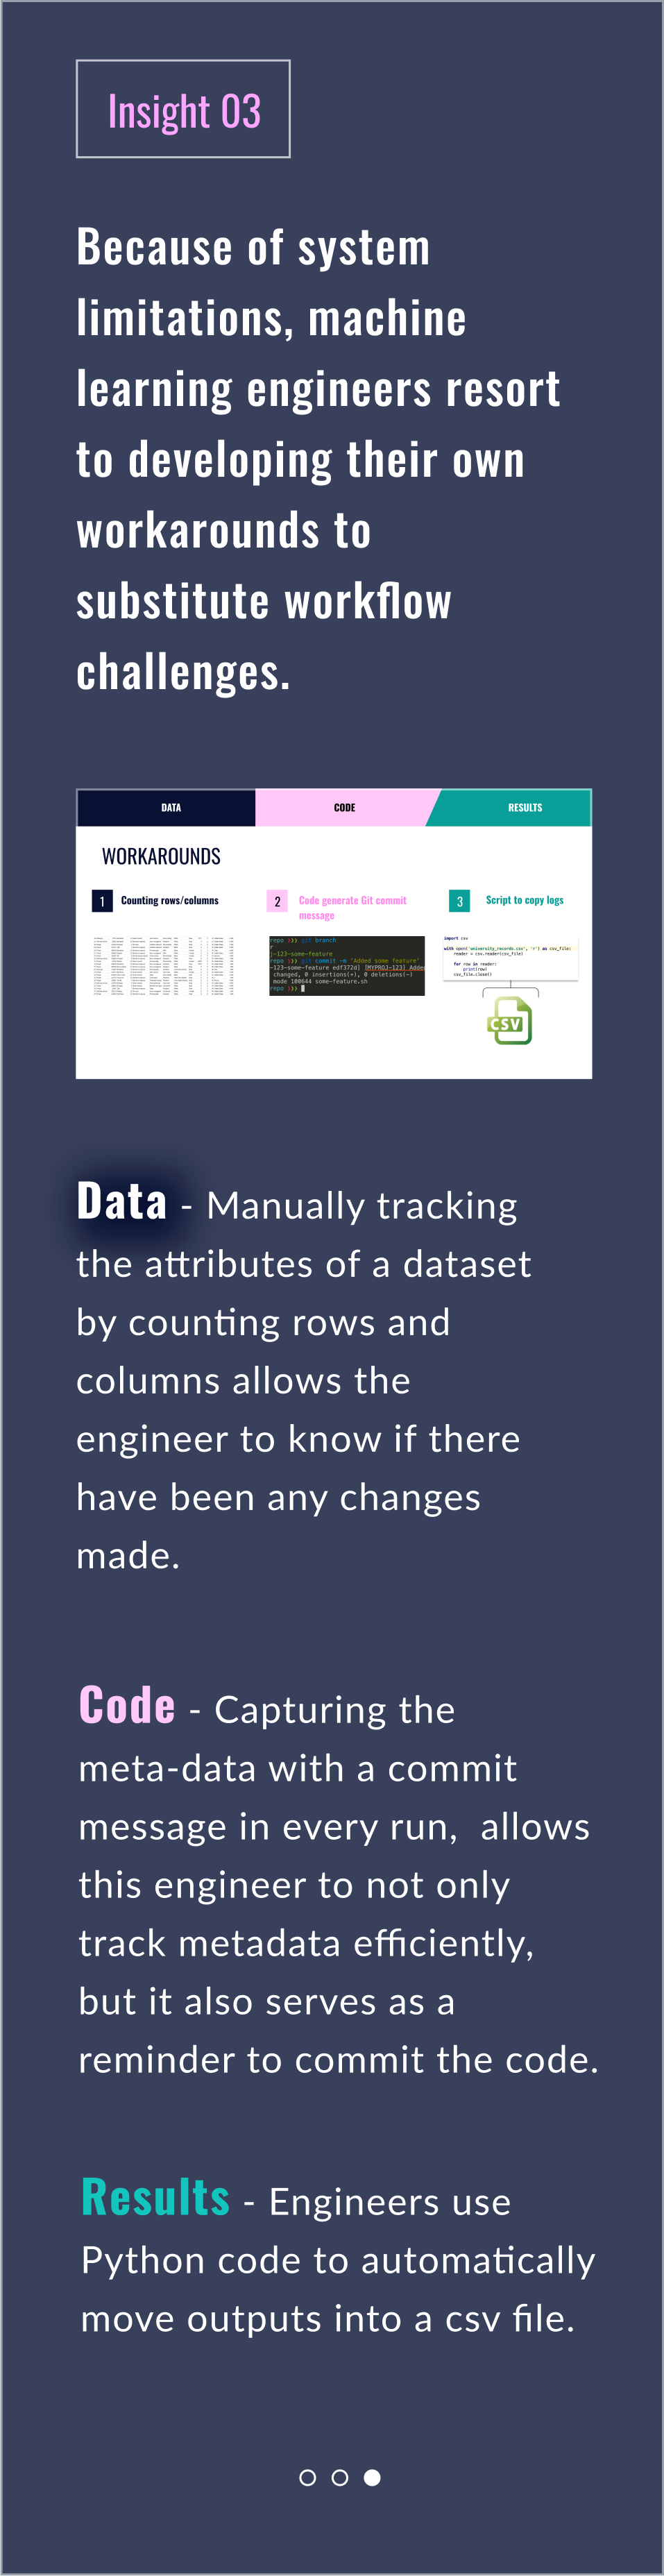 Insight 03
Because of system
limitations, machine
learning engineers resort
to developing their own
workarounds to
substitute workflow
challenges.
DATA CODE RESULTS
WORKAROUNDS
1 Counting rows/columns 2 Code generate Git commit
message
3 Script to copy logs
repo ❯❯❯ git branch
r
j-123-some-feature
repo ❯❯❯ git commit -m 'Added some feature'
-123-some-feature edf372d] [MYPROJ-123] Adde
changed, 0 insertions(+), 0 deletions(-)
mode 100644 some-feature.sh
repo ❯❯❯
import csv
with open('university_records.csv', 'r') as csv_file:
reader = csv.reader(csv_file)
for row in reader:
print(row)
csv_file.close()
CSV
Data - Manually tracking
the attributes of a dataset
by counting rows and
columns allows the
engineer to know if there
have been any changes
made.
Code - Capturing the
meta-data with a commit
message in every run,  allows
this engineer to not only
track metadata efficiently,
but it also serves as a
reminder to commit the code.
Results - Engineers use
Python code to automatically
move outputs into a csv file.